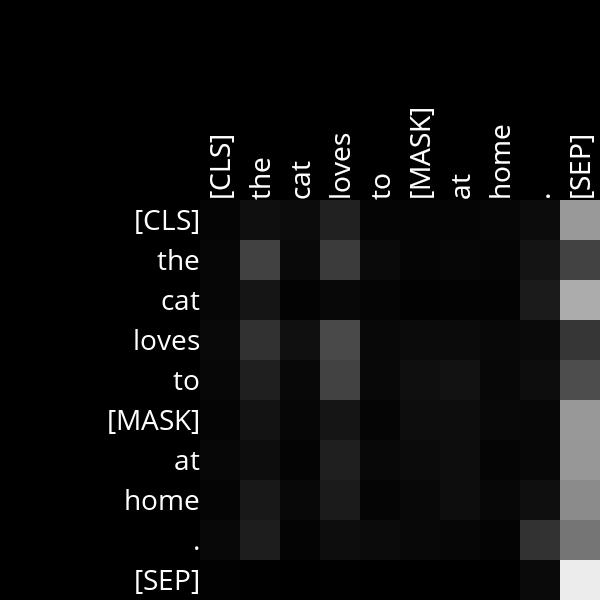 [CLS] the cat loves to [MASK] at home . [SEP]
[CLS]
the
cat
loves
to
[MASK]
at
home
.
[SEP]